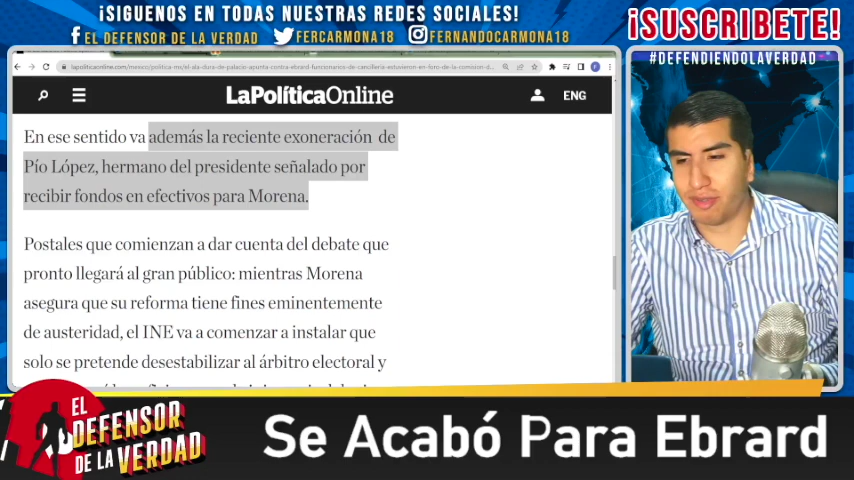 ¡SIGUENOS EN TODAS NUESTRAS REDES SOCIALES!
EL DEFENSOR DE LA VERDAD
FERCARMONA18
FERNANDOCARMONA18
¡SUSCRIBETE!
#DEFENDIENDOLAVERDAD
LaPolíticaOnline
ENG
En ese sentido va además la reciente exoneración de
Pío López, hermano del presidente señalado por
recibir fondos en efectivos para Morena.
Postales que comienzan a dar cuenta del debate que
pronto llegará al gran público: mientras Morena
asegura que su reforma tiene fines eminentemente
de austeridad, el INE va a comenzar a instalar que
solo se pretende desestabilizar al árbitro electoral y
EL
DEFENSOR
DE LA VERDAD
Se Acabó Para Ebrard